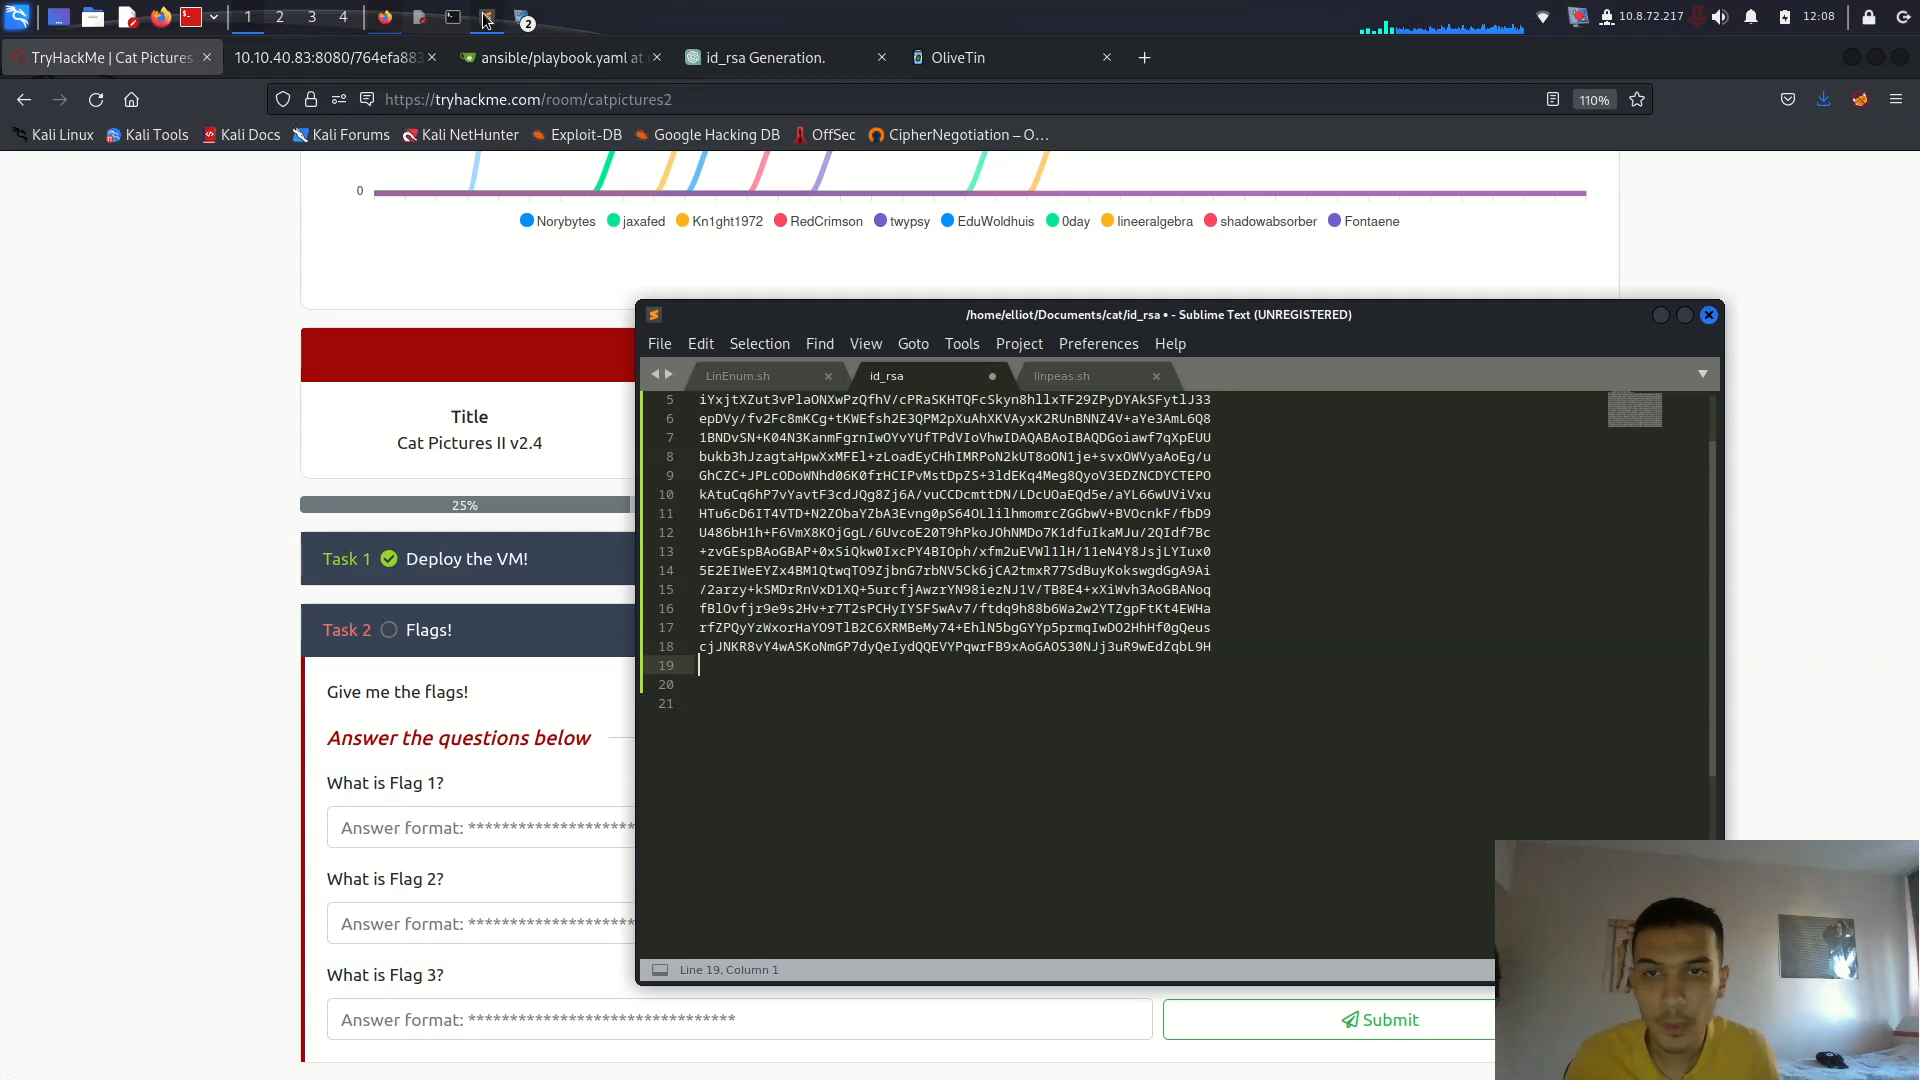 1
2
3
4
2
10.8.72.217
12:08
TryHackMe | Cat Pictures
10.10.40.83:8080/764efa883
ansible/playbook.yaml at
id_rsa Generation.
OliveTin
https://tryhackme.com/room/catpictures2
110%
Kali Linux
Kali Tools
Kali Docs
Kali Forums
Kali NetHunter
Exploit-DB
Google Hacking DB
OffSec
CipherNegotiation – O…
0
Norybytes
jaxafed
Kn1ght1972
RedCrimson
twypsy
EduWoldhuis
0day
lineeralgebra
shadowabsorber
Fontaene
Title
Cat Pictures II v2.4
25%
Task 1 Deploy the VM!
Task 2 Flags!
Give me the flags!
Answer the questions below
What is Flag 1?
Answer format: ********************
What is Flag 2?
Answer format: ********************
What is Flag 3?
Answer format: ********************************
Submit
/home/elliot/Documents/cat/id_rsa • - Sublime Text (UNREGISTERED)
File Edit Selection Find View Goto Tools Project Preferences Help
LinEnum.sh
id_rsa
linpeas.sh
5 iYxjtXZut3vPlaONXwPzQfhV/cPRaSKHTQFcSkyn8hllxTF29ZPyDYAkSFytlJ33
6 epDVy/fv2Fc8mKCg+tKWEfsh2E3QPM2pXuAhXKVAyxK2RUnBNNZ4V+aYe3AmL6Q8
7 1BNDvSN+K04N3KanmFgrnIwOYvYUfTPdVIoVhwIDAQABAoIBAQDGoiawf7qXpEUU
8 bukb3hJzagtaHpwXxMFEl+zLoadEyCHhIMRPoN2kUT8oON1je+svxOWVyaAoEg/u
9 GhCZC+JPLcODoWNhd06K0frHCIPvMstDpZS+3ldEKq4Meg8QyoV3EDZNCDYCTEPO
10 kAtuCq6hP7vYavtF3cdJQg8Zj6A/vuCCDcmttDN/LDcUOaEQd5e/aYL66wUViVxu
11 HTu6cD6IT4VTD+N2ZObaYZbA3Evng0pS64OLlilhmomrcZGGbwV+BVOcnkF/fbD9
12 U486bH1h+F6VmX8KOjGgL/6UvcoE20T9hPkoJOhNMDo7K1dfuIkaMJu/2QIdf7Bc
13 +zvGEspBAoGBAP+0xSiQkw0IxcPY4BIOph/xfm2uEVWl1lH/11eN4Y8JsjLYIux0
14 5E2EIWeEYZx4BM1QtwqTO9ZjbnG7rbNV5Ck6jCA2tmxR77SdBuyKokswgdGgA9Ai
15 /2arzy+kSMDrRnVxD1XQ+5urcfjAwzrYN98iezNJ1V/TB8E4+xXiWvh3AoGBANoq
16 fBlOvfjr9e9s2Hv+r7T2sPCHyIYSFSwAv7/ftdq9h88b6Wa2w2YTZgpFtKt4EWHa
17 rfZPQyYzWxorHaYO9TlB2C6XRMBeMy74+EhlN5bgGYYp5prmqIwDO2HhHf0gQeus
18 cjJNKR8vY4wASKoNmGP7dyQeIydQQEVYPqwrFB9xAoGAOS30NJj3uR9wEdZqbL9H
19
20
21
Line 19, Column 1